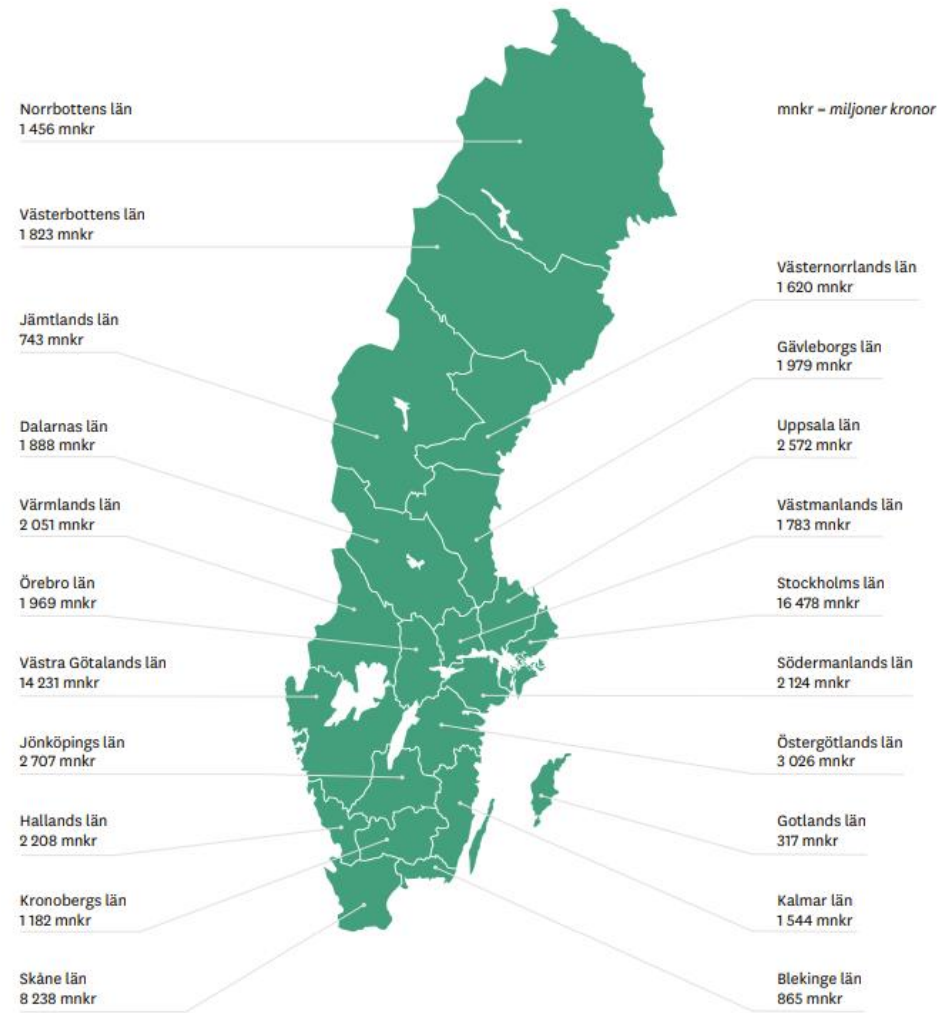 Norrbottens län
1 456 mnkr
Västerbottens län
1 823 mnkr
Jämtlands län
743 mnkr
Dalarnas län
1 888 mnkr
Värmlands län
2 051 mnkr
Örebro län
1 969 mnkr
Västra Götalands län
14 231 mnkr
Jönköpings län
2 707 mnkr
Hallands län
2 208 mnkr
Kronobergs län
1 182 mnkr
Skåne län
8 238 mnkr
mnkr – miljoner kronor
Västernorrlands län
1 620 mnkr
Gävleborgs län
1 979 mnkr
Uppsala län
2 572 mnkr
Västmanlands län
1 783 mnkr
Stockholms län
16 478 mnkr
Södermanlands län
2 124 mnkr
Östergötlands län
3 026 mnkr
Gotlands län
317 mnkr
Kalmar län
1 544 mnkr
Blekinge län
865 mnkr